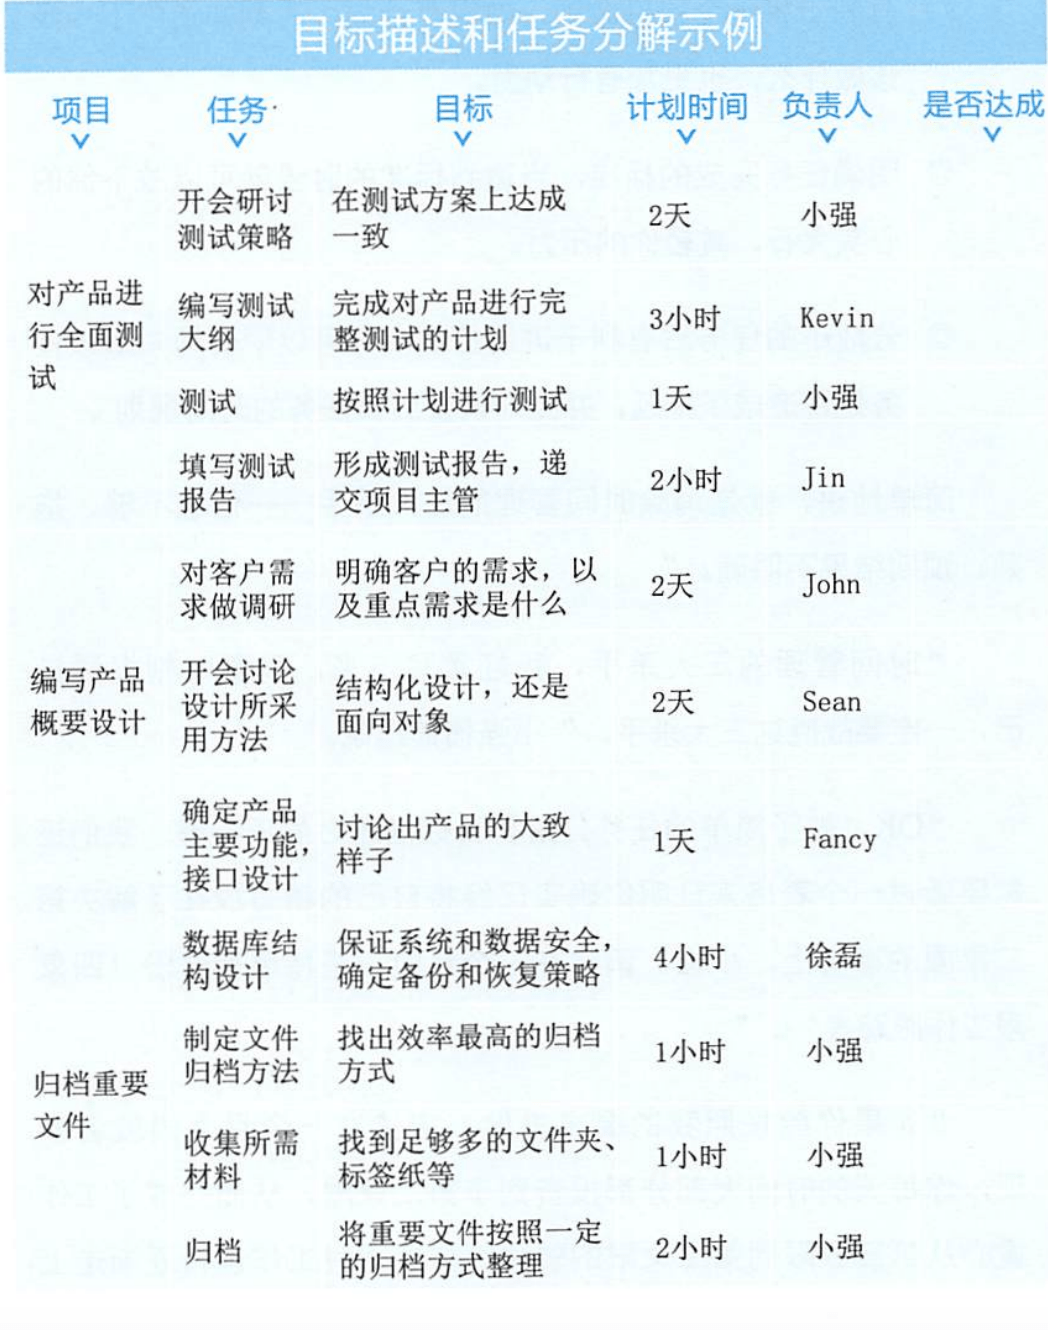 目标描述和任务分解示例
项目 任务 目标 计划时间 负责人 是否达成
对产品进
行全面测
试
开会研讨
测试策略
在测试方案上达成
一致
2天
小强
编写测试
大纲
完成对产品进行完
整测试的计划
3小时
Kevin
测试
按照计划进行测试
1天
小强
填写测试
报告
形成测试报告，递
交项目主管
2小时
Jin
编写产品
概要设计
对客户需
求做调研
明确客户的需求，以
及重点需求是什么
2天
John
开会讨论
设计所采
用方法
结构化设计，还是
面向对象
2天
Sean
确定产品
主要功能，
接口设计
讨论出产品的大致
样子
1天
Fancy
数据库结
构设计
保证系统和数据安全，
确定备份和恢复策略
4小时
徐磊
归档重要
文件
制定文件
归档方法
找出效率最高的归档
方式
1小时
小强
收集所需
材料
找到足够多的文件夹、
标签纸等
1小时
小强
归档
将重要文件按照一定
的归档方式整理
2小时
小强